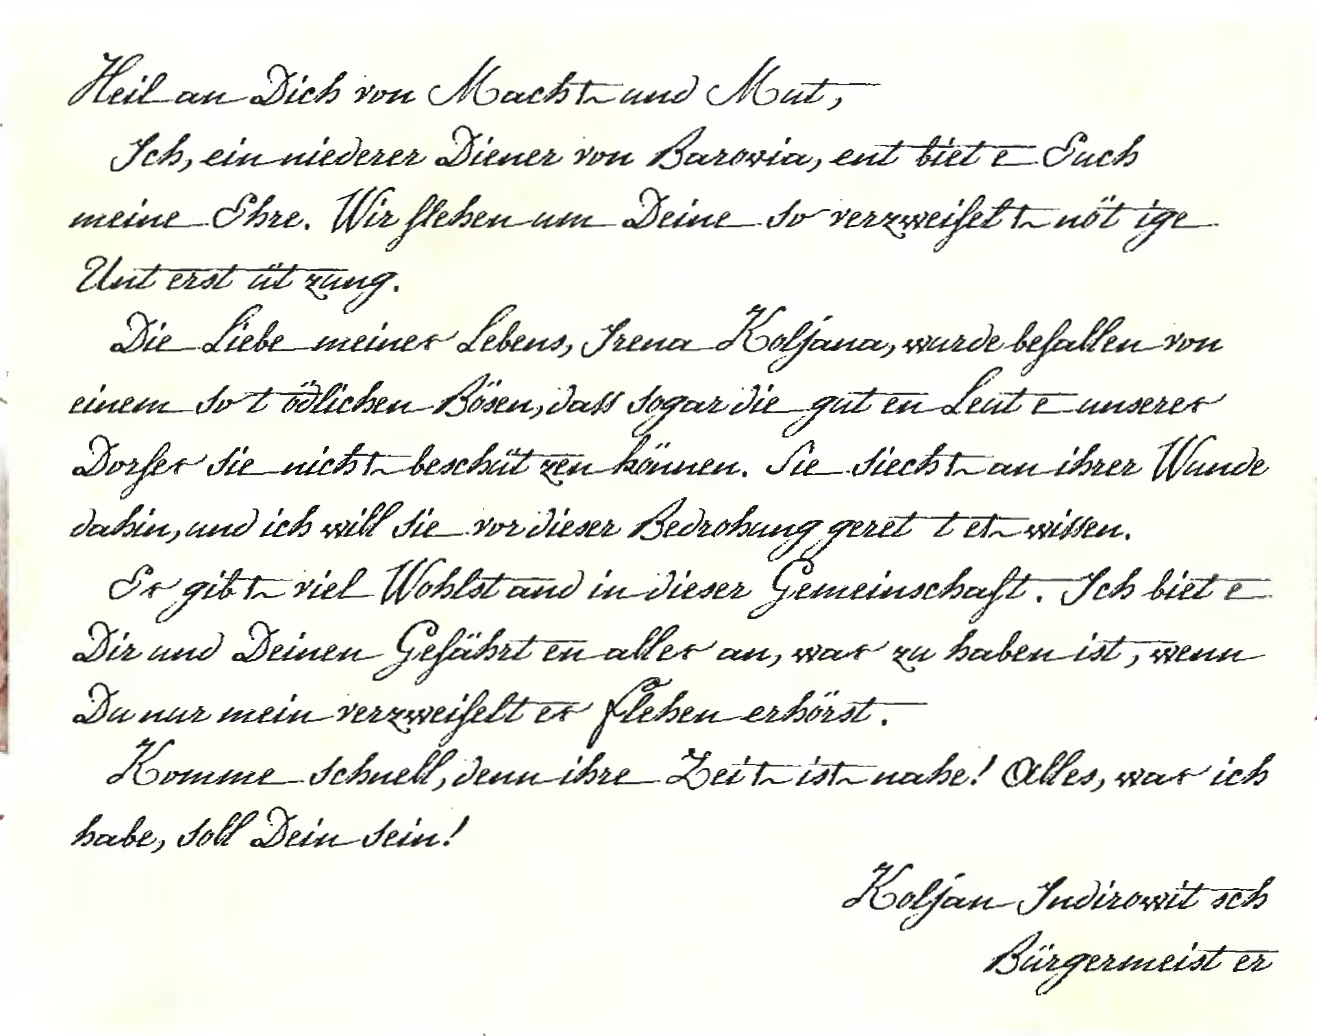 Heil an Dich von Macht und Mut,
Ich, ein niederer Diener von Barovia, entbiete Euch
meine Ehre. Wir flehen um Deine so verzweifelt nötige
Unterstützung.
Die Liebe meines Lebens, Irena Koljana, wurde befallen von
einem so tödlichen Bösen, dass sogar die guten Leute unseres
Dorfes sie nicht beschützen können. Sie siecht an ihrer Wunde
dahin, und ich will sie vor dieser Bedrohung gerettet wissen.
Es gibt viel Wohlstand in dieser Gemeinschaft. Ich biete
Dir und Deinen Gefährten alles an, was zu haben ist, wenn
Du nur mein verzweifeltes Flehen erhörst.
Komme schnell, denn ihre Zeit ist nahe! Alles, was ich
habe, soll Dein sein!
Koljan Indirowitsch
Bürgermeister